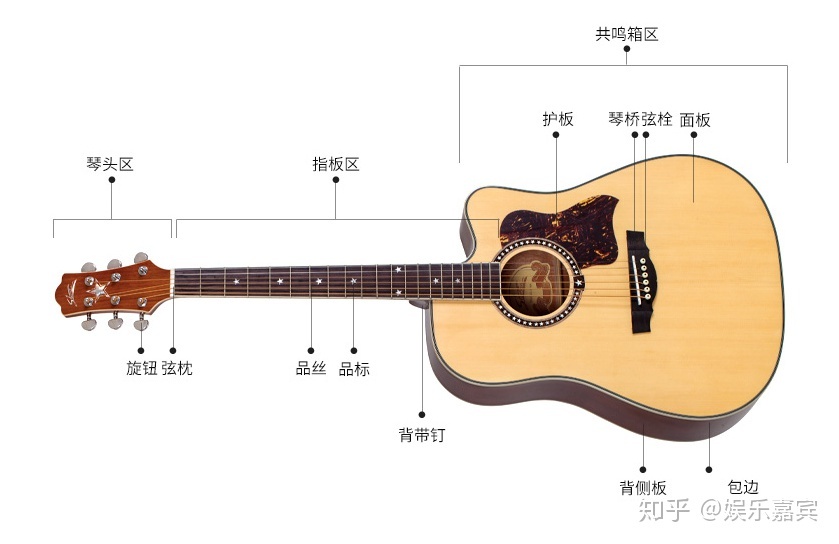 共鸣箱区
护板
琴桥 弦栓 面板
琴头区
指板区
旋钮 弦枕
品丝 品标
背带钉
背侧板
包边
知乎 @娱乐嘉宾